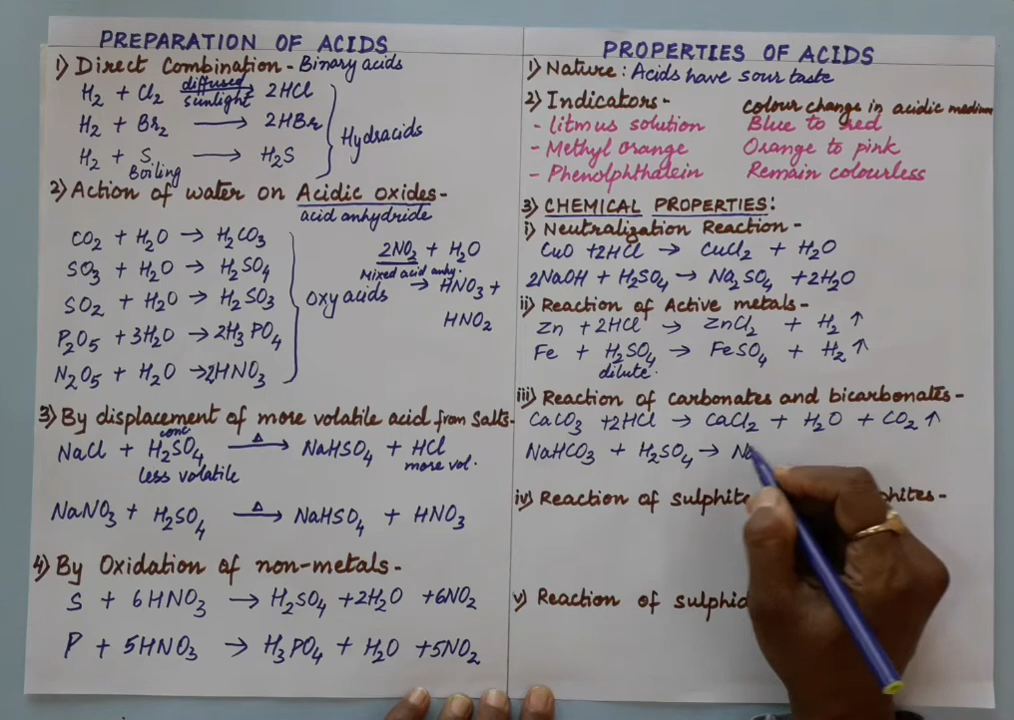 PREPARATION OF ACIDS
1) Direct Combination - Binary acids
H₂ + Cl₂ diffused sunlight → 2HCl
H₂ + Br₂ → 2HBr
H₂ + S → H₂S
Boiling
Hydracids
2) Action of water on Acidic oxides-
acid anhydride
CO₂ + H₂O → H₂CO₃
SO₃ + H₂O → H₂SO₄
SO₂ + H₂O → H₂SO₃
P₂O₅ + 3H₂O → 2H₃PO₄
N₂O₅ + H₂O → 2HNO₃
Oxyacids
2NO₂ + H₂O
Mixed acid anhy.
→ HNO₃ +
HNO₂
3) By displacement of more volatile acid from salts-
conc
NaCl + H₂SO₄ Δ→ NaHSO₄ + HCl
less volatile more vol.
NaNO₃ + H₂SO₄ Δ→ NaHSO₄ + HNO₃
4) By Oxidation of non-metals-
S + 6HNO₃ → H₂SO₄ + 2H₂O + 6NO₂
P + 5HNO₃ → H₃PO₄ + H₂O + 5NO₂
PROPERTIES OF ACIDS
1) Nature: Acids have sour taste
2) Indicators- colour change in acidic medium
- Litmus solution Blue to red
- Methyl orange Orange to pink
- Phenolphthalein Remain colourless
3) CHEMICAL PROPERTIES:
i) Neutralization Reaction-
CuO + 2HCl → CuCl₂ + H₂O
2NaOH + H₂SO₄ → Na₂SO₄ + 2H₂O
ii) Reaction of Active metals-
Zn + 2HCl → ZnCl₂ + H₂ ↑
Fe + H₂SO₄ → FeSO₄ + H₂ ↑
dilute.
iii) Reaction of carbonates and bicarbonates-
CaCO₃ + 2HCl → CaCl₂ + H₂O + CO₂ ↑
NaHCO₃ + H₂SO₄ → Na
iv) Reaction of sulphite phites-
v) Reaction of sulphid